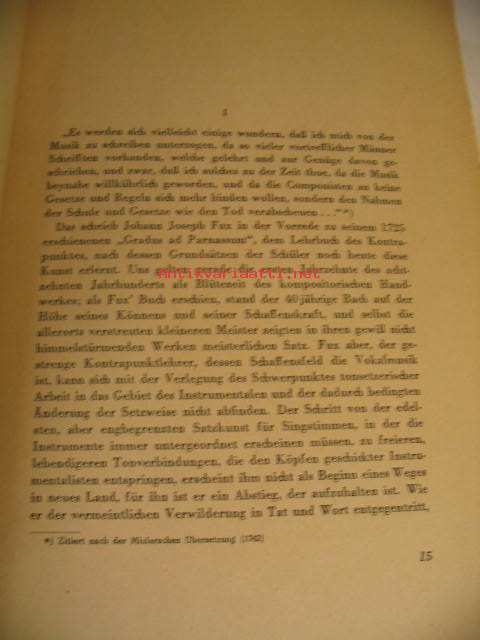 3
„Es werden sich vielleicht einige wundern, daß ich mich von der
Musik zu schreiben unterzogen, da so vieler vortrefflicher Männer
Schrifften vorhanden, welche gelehrt und zur Genüge davon ge-
schrieben, und zwar, daß ich solches zu der Zeit thue, da die Musik
beynahe willkührlich geworden, und da die Componisten an keine
Gesetze und Regeln sich mehr binden wollen, sondern den Nahmen
der Schule und Gesetze wie den Tod verabscheuen ...“*)
Das schrieb Johann Joseph Fux in der Vorrede zu seinem 1725
erschienenen „Gradus ad Parnassum“, dem Lehrbuch des Kontra-
punktes, nach dessen Grundsätzen der Schüler noch heute diese
Kunst erlernt. Uns gelten gerade die ersten Jahrzehnte des acht-
zehnten Jahrhunderts als Blütezeit des kompositorischen Hand-
werkes; als Fux' Buch erschien, stand der 40jährige Bach auf der
Höhe seines Könnens und seiner Schaffenskraft, und selbst die
allerorts verstreuten kleineren Meister zeigten in ihren gewiß nicht
himmelstürmenden Werken meisterlichen Satz. Fux aber, der ge-
strenge Kontrapunktlehrer, dessen Schaffensfeld die Vokalmusik
ist, kann sich mit der Verlegung des Schwerpunktes tonsetzerischer
Arbeit in das Gebiet des Instrumentalen und der dadurch bedingten
Änderung der Setzweise nicht abfinden. Der Schritt von der edel-
sten, aber engbegrenzten Satzkunst für Singstimmen, in der die
Instrumente immer untergeordnet erscheinen müssen, zu freieren,
lebendigeren Tonverbindungen, die den Köpfen geschickter Instru-
mentalisten entspringen, erscheint ihm nicht als Beginn eines Weges
in neues Land, für ihn ist er ein Abstieg, der aufzuhalten ist. Wie
er der vermeintlichen Verwilderung in Tat und Wort entgegentritt,
*) Zitiert nach der Mizlerschen Übersetzung (1742)
15
antikvariaatti.net